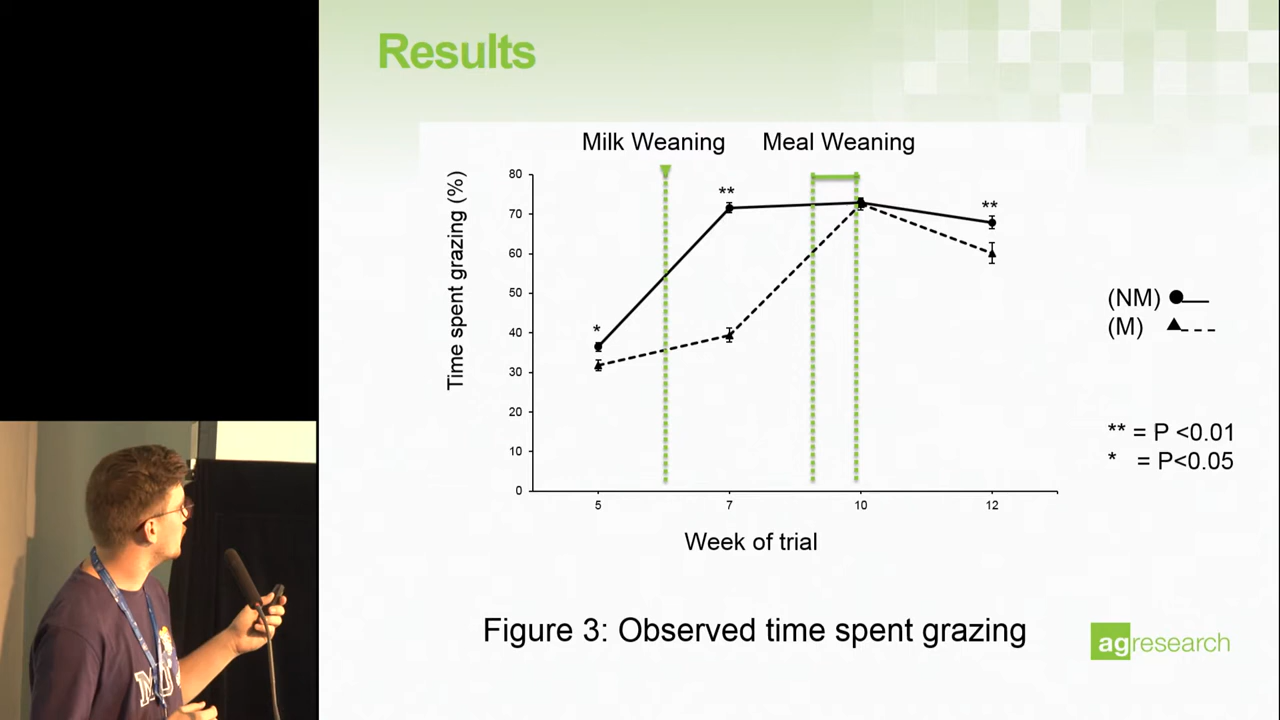 Results
Milk Weaning
Meal Weaning
Time spent grazing (%)
80
70
60
50
40
30
20
10
0
**
**
*
5
7
10
12
Week of trial
(NM)
(M)
** = P <0.01
* = P<0.05
Figure 3: Observed time spent grazing
agresearch